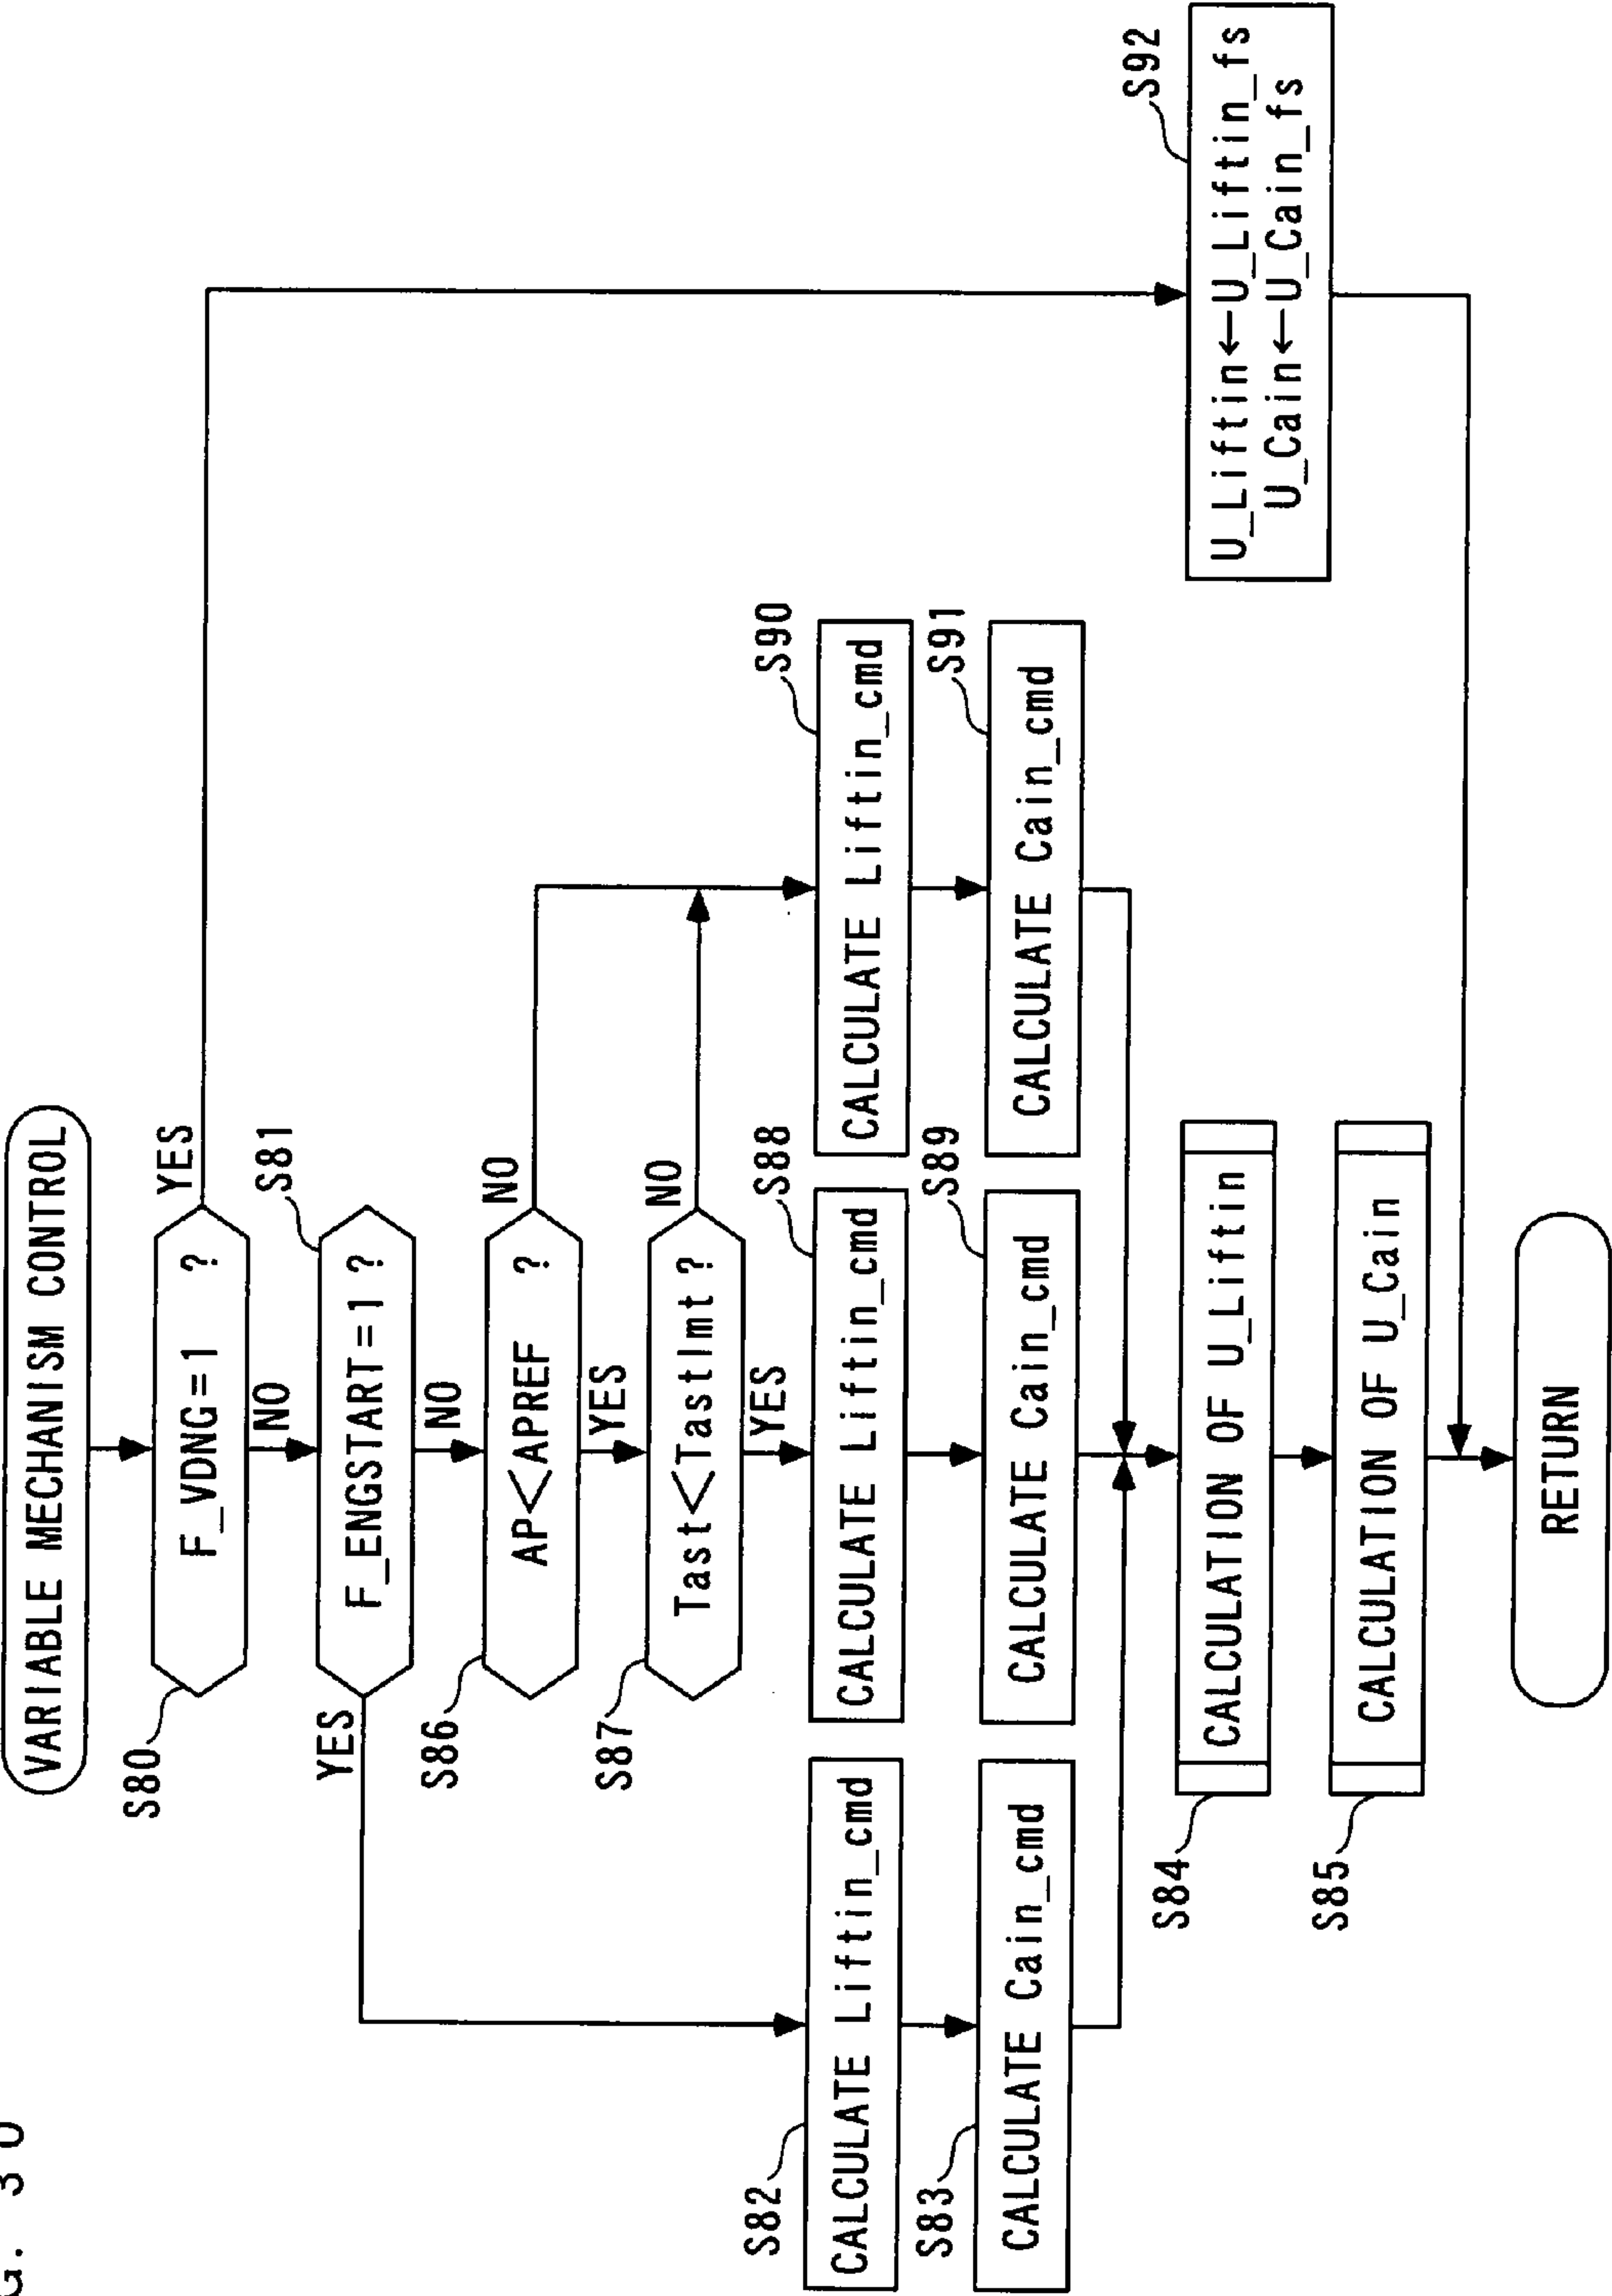 G. 30
VARIABLE MECHANISM CONTROL
S80
F_VDNG=1 ?
YES
NO
S81
F_ENGSTART=1 ?
YES
NO
S86
AP<APREF ?
NO
YES
S87
Tast<Tastlmt?
NO
YES
S82
CALCULATE Liftin_cmd
S88
CALCULATE Liftin_cmd
S90
CALCULATE Liftin_cmd
S83
CALCULATE Cain_cmd
S89
CALCULATE Cain_cmd
S91
CALCULATE Cain_cmd
S92
U_Liftin←U_Liftin_fs
U_Cain←U_Cain_fs
S84
CALCULATION OF U_Liftin
S85
CALCULATION OF U_Cain
RETURN